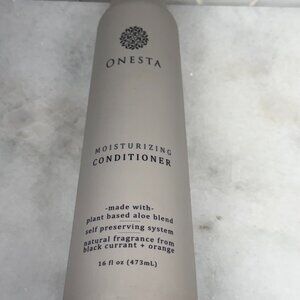 ONESTA
MOISTURIZING
CONDITIONER
-made with-
plant based aloe blend
self preserving system
natural fragrance from
black currant + orange
16 fl oz (473mL)